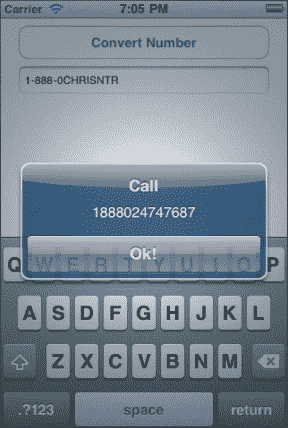 Carrier 7:05 PM
Convert Number
1-888-0CHRISNTR
Call
1888024747687
Ok!
Q W E R T Y U I O P
A S D F G H J K L
Z X C V B N M
.?123 space return